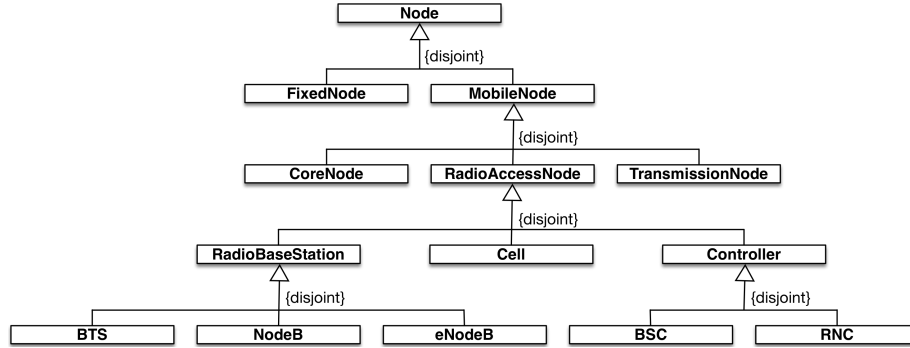 Node
{disjoint}
FixedNode MobileNode
{disjoint}
CoreNode RadioAccessNode TransmissionNode
{disjoint}
RadioBaseStation Cell Controller
{disjoint} {disjoint}
BTS NodeB eNodeB BSC RNC